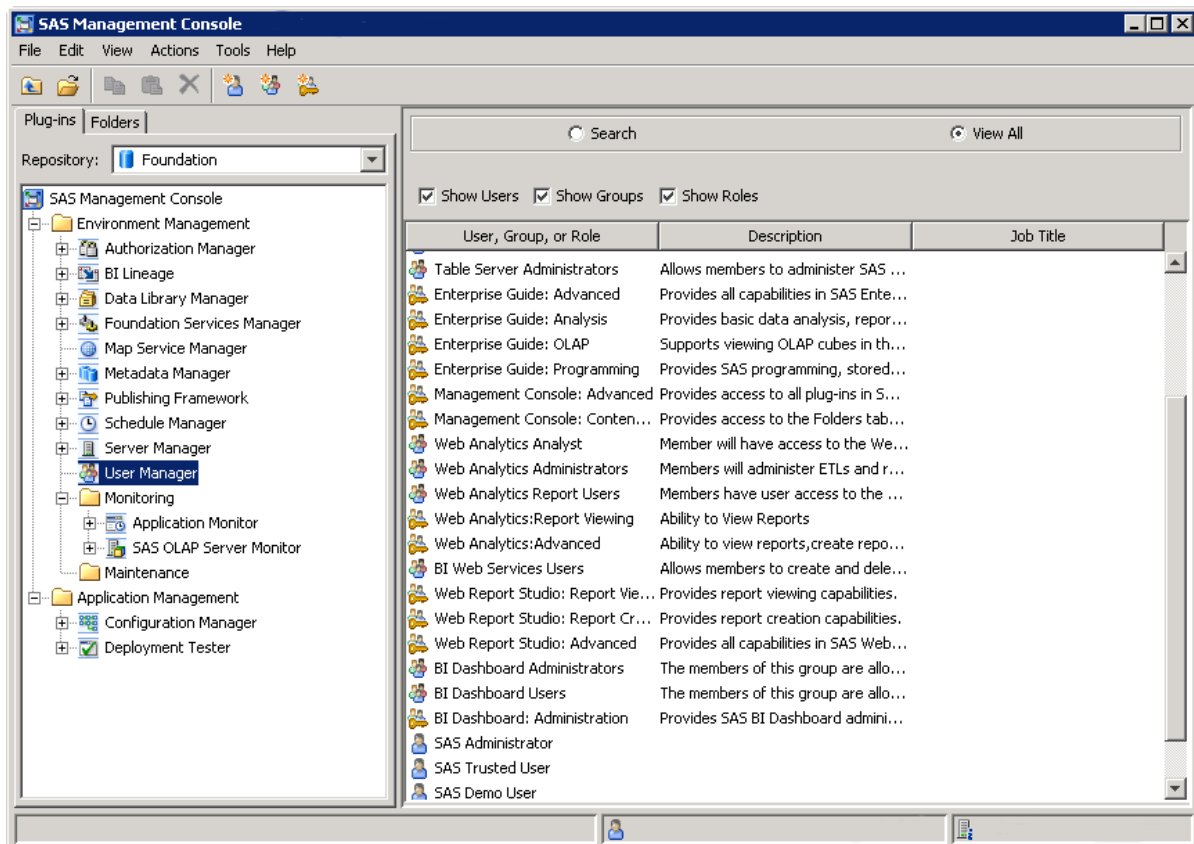 SAS Management Console
File Edit View Actions Tools Help
Plug-ins Folders
Repository: Foundation
SAS Management Console
Environment Management
Authorization Manager
BI Lineage
Data Library Manager
Foundation Services Manager
Map Service Manager
Metadata Manager
Publishing Framework
Schedule Manager
Server Manager
User Manager
Monitoring
Application Monitor
SAS OLAP Server Monitor
Maintenance
Application Management
Configuration Manager
Deployment Tester
Search View All
Show Users Show Groups Show Roles
User, Group, or Role Description Job Title
Table Server Administrators Allows members to administer SAS ...
Enterprise Guide: Advanced Provides all capabilities in SAS Ente...
Enterprise Guide: Analysis Provides basic data analysis, repor...
Enterprise Guide: OLAP Supports viewing OLAP cubes in th...
Enterprise Guide: Programming Provides SAS programming, stored...
Management Console: Advanced Provides access to all plug-ins in S...
Management Console: Conten... Provides access to the Folders tab...
Web Analytics Analyst Member will have access to the We...
Web Analytics Administrators Members will administer ETLs and r...
Web Analytics Report Users Members have user access to the ...
Web Analytics:Report Viewing Ability to View Reports
Web Analytics:Advanced Ability to view reports,create repo...
BI Web Services Users Allows members to create and dele...
Web Report Studio: Report Vie... Provides report viewing capabilities.
Web Report Studio: Report Cr... Provides report creation capabilities.
Web Report Studio: Advanced Provides all capabilities in SAS Web...
BI Dashboard Administrators The members of this group are allo...
BI Dashboard Users The members of this group are allo...
BI Dashboard: Administration Provides SAS BI Dashboard admini...
SAS Administrator
SAS Trusted User
SAS Demo User